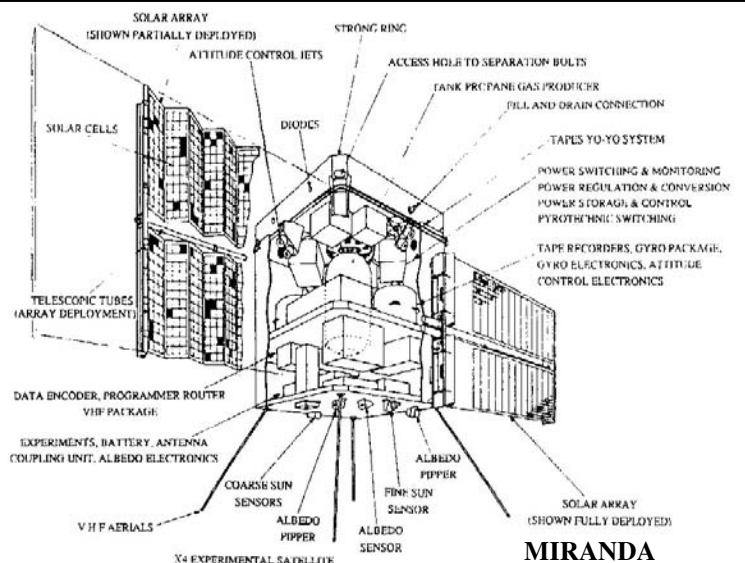 SOLAR ARRAY
(SHOWN PARTIALLY DEPLOYED)
STRONG RING
ATTITUDE CONTROL JETS
ACCESS HOLE TO SEPARATION BOLTS
TANK PROPANE GAS PRODUCER
FILL AND DRAIN CONNECTION
SOLAR CELLS
DIODES
TAPES YO-YO SYSTEM
POWER SWITCHING & MONITORING
POWER REGULATION & CONVERSION
POWER STORAGE & CONTROL
PYROTECHNIC SWITCHING
TAPE RECORDERS, GYRO PACKAGE,
GYRO ELECTRONICS, ATTITUDE
CONTROL ELECTRONICS
TELESCOPIC TUBES
(ARRAY DEPLOYMENT)
DATA ENCODER, PROGRAMMER ROUTER
VHF PACKAGE
EXPERIMENTS, BATTERY, ANTENNA
COUPLING UNIT, ALBEDO ELECTRONICS
COARSE SUN
SENSORS
ALBEDO
PIPPER
FINE SUN
SENSOR
SOLAR ARRAY
(SHOWN FULLY DEPLOYED)
V H F AERIALS
ALBEDO
PIPPER
ALBEDO
SENSOR
X4 EXPERIMENTAL SATELLITE
MIRANDA